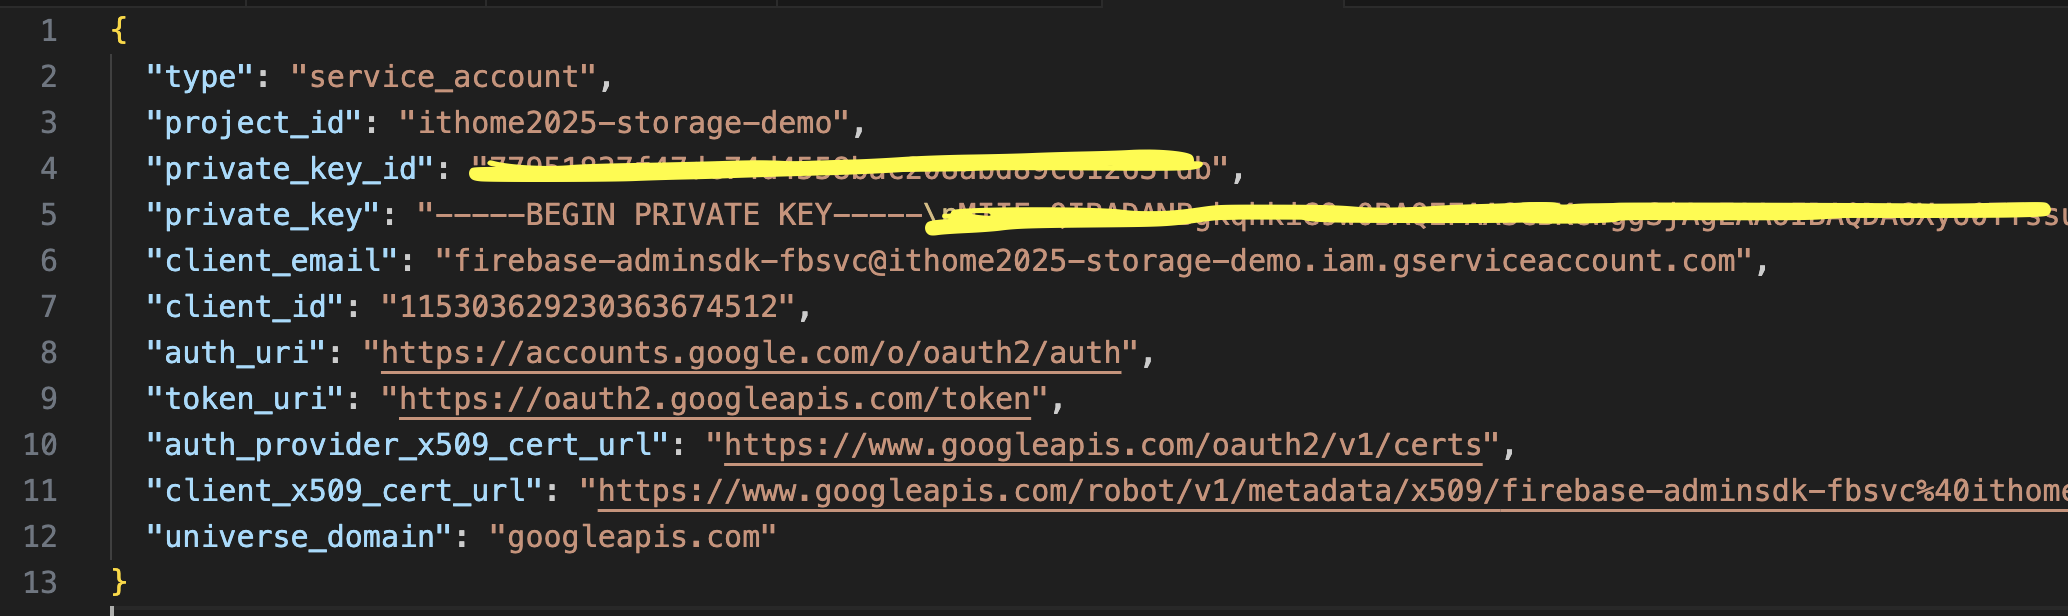 1 {
2 "type": "service_account",
3 "project_id": "ithome2025-storage-demo",
4 "private_key_id": "",
5 "private_key": "-----BEGIN PRIVATE KEY-----\
6 "client_email": "firebase-adminsdk-fbsvc@ithome2025-storage-demo.iam.gserviceaccount.com",
7 "client_id": "115303629230363674512",
8 "auth_uri": "https://accounts.google.com/o/oauth2/auth",
9 "token_uri": "https://oauth2.googleapis.com/token",
10 "auth_provider_x509_cert_url": "https://www.googleapis.com/oauth2/v1/certs",
11 "client_x509_cert_url": "https://www.googleapis.com/robot/v1/metadata/x509/firebase-adminsdk-fbsvc%40ithome
12 "universe_domain": "googleapis.com"
13 }